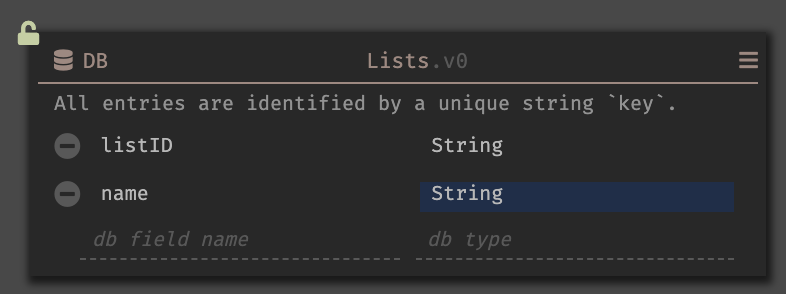 DB Lists.v0
All entries are identified by a unique string `key`.
listID String
name String
db field name db type